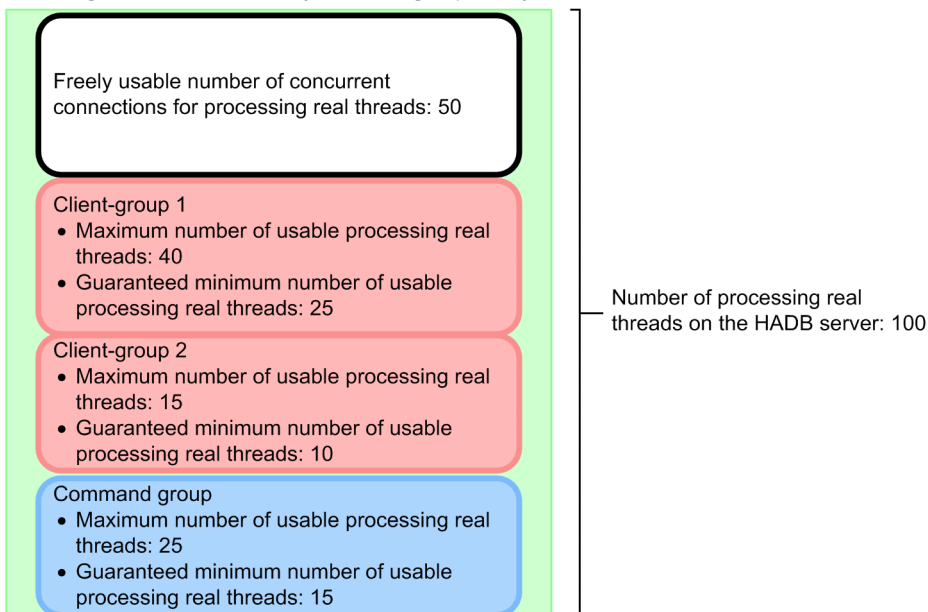 Freely usable number of concurrent
connections for processing real threads: 50
Client-group 1
• Maximum number of usable processing real
threads: 40
• Guaranteed minimum number of usable
processing real threads: 25
Client-group 2
• Maximum number of usable processing real
threads: 15
• Guaranteed minimum number of usable
processing real threads: 10
Command group
• Maximum number of usable processing real
threads: 25
• Guaranteed minimum number of usable
processing real threads: 15
Number of processing real
threads on the HADB server: 100